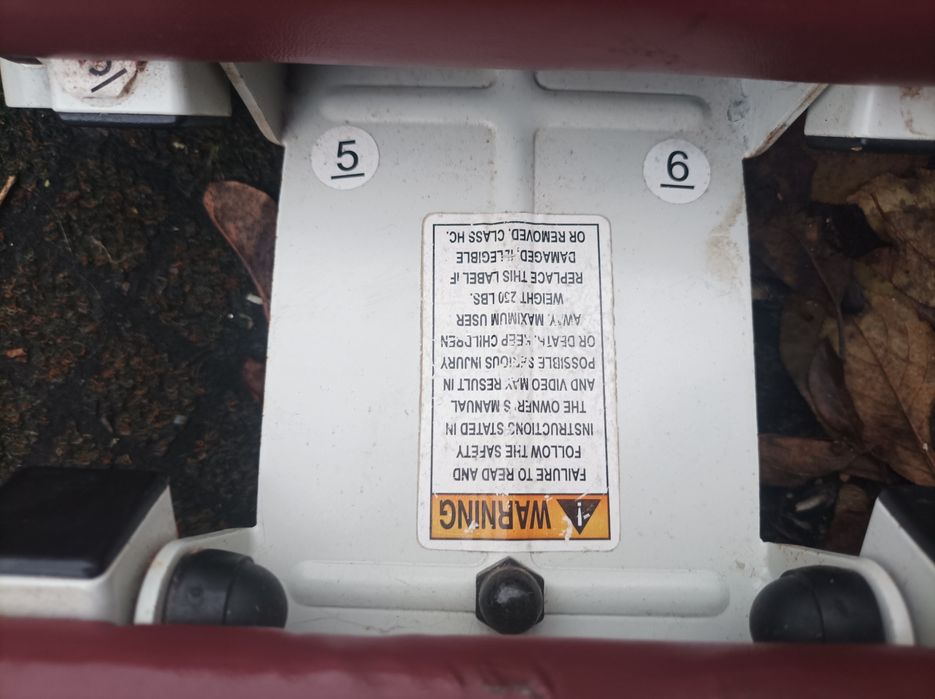 5
5
6
WARNING
FAILURE TO READ AND
FOLLOW THE SAFETY
INSTRUCTIONS STATED IN
THE OWNER'S MANUAL
AND VIDEO MAY RESULT IN
POSSIBLE SERIOUS INJURY
OR DEATH. KEEP CHILDREN
AWAY. MAXIMUM USER
WEIGHT 250 LBS.
REPLACE THIS LABEL IF
DAMAGED, ILLEGIBLE
OR REMOVED. CLASS HC.